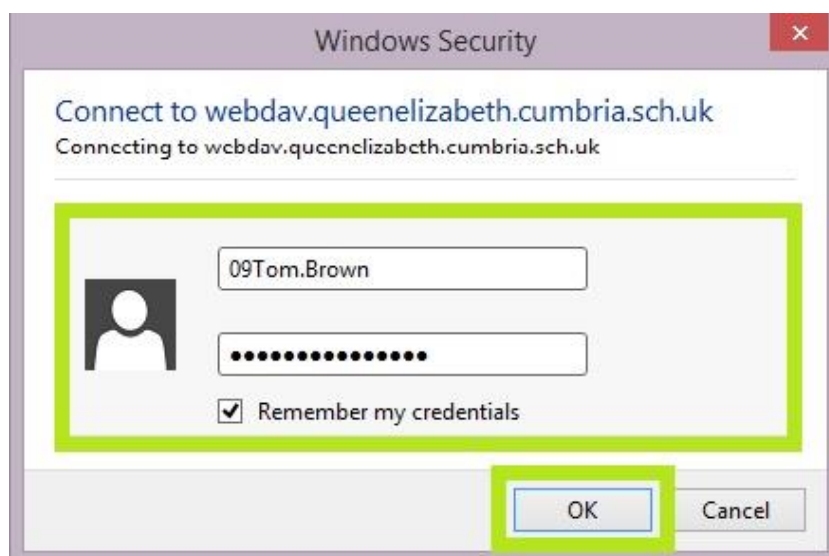 Windows Security
Connect to webdav.queenelizabeth.cumbria.sch.uk
Connecting to webdav.queenelizabeth.cumbria.sch.uk
09Tom.Brown
●●●●●●●●●●●●●●●
Remember my credentials
OK Cancel